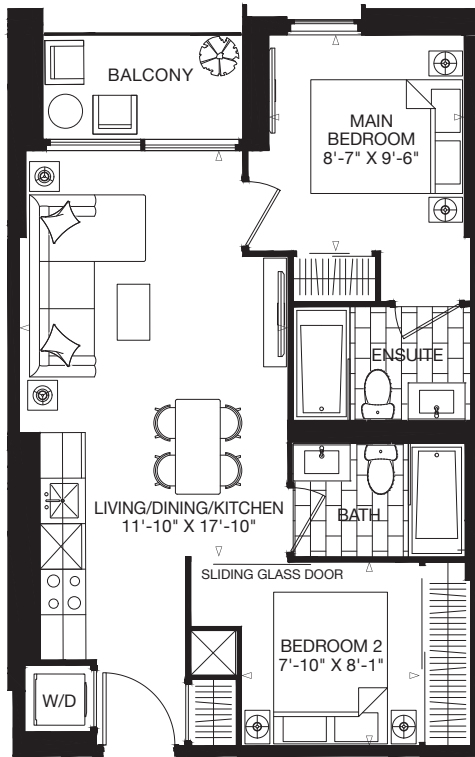 BALCONY
MAIN
BEDROOM
8'-7" X 9'-6"
ENSUITE
LIVING/DINING/KITCHEN
11'-10" X 17'-10"
BATH
SLIDING GLASS DOOR
BEDROOM 2
7'-10" X 8'-1"
W/D